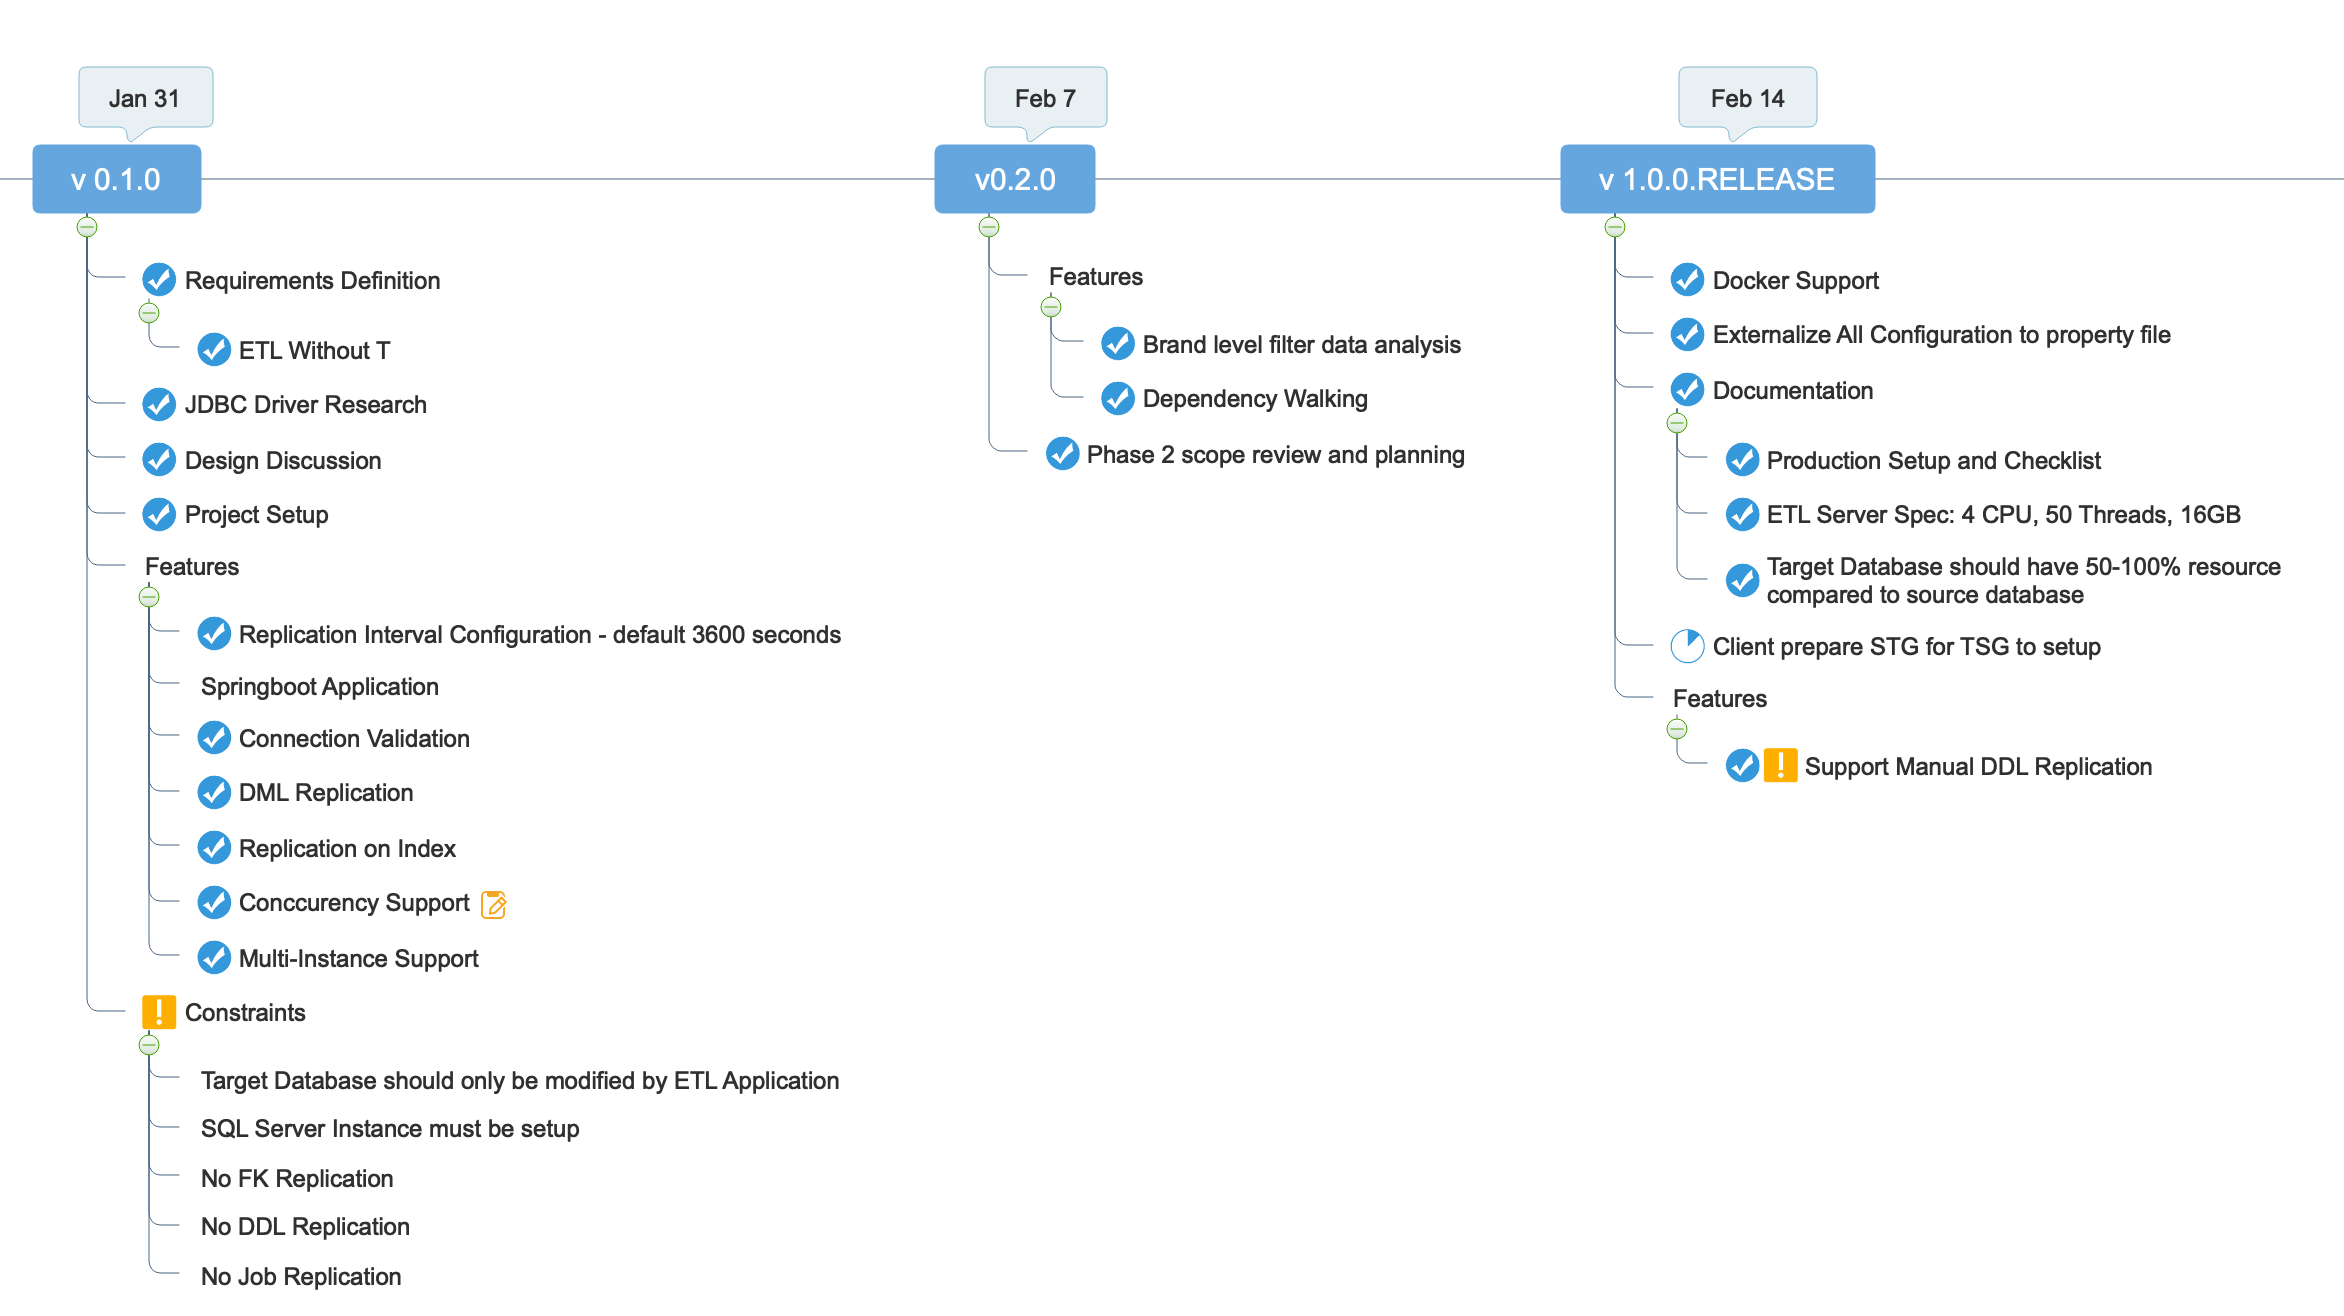 Jan 31
v 0.1.0
Requirements Definition
ETL Without T
JDBC Driver Research
Design Discussion
Project Setup
Features
Replication Interval Configuration - default 3600 seconds
Springboot Application
Connection Validation
DML Replication
Replication on Index
Conccurency Support
Multi-Instance Support
Constraints
Target Database should only be modified by ETL Application
SQL Server Instance must be setup
No FK Replication
No DDL Replication
No Job Replication
Feb 7
v0.2.0
Features
Brand level filter data analysis
Dependency Walking
Phase 2 scope review and planning
Feb 14
v 1.0.0.RELEASE
Docker Support
Externalize All Configuration to property file
Documentation
Production Setup and Checklist
ETL Server Spec: 4 CPU, 50 Threads, 16GB
Target Database should have 50-100% resource
compared to source database
Client prepare STG for TSG to setup
Features
Support Manual DDL Replication